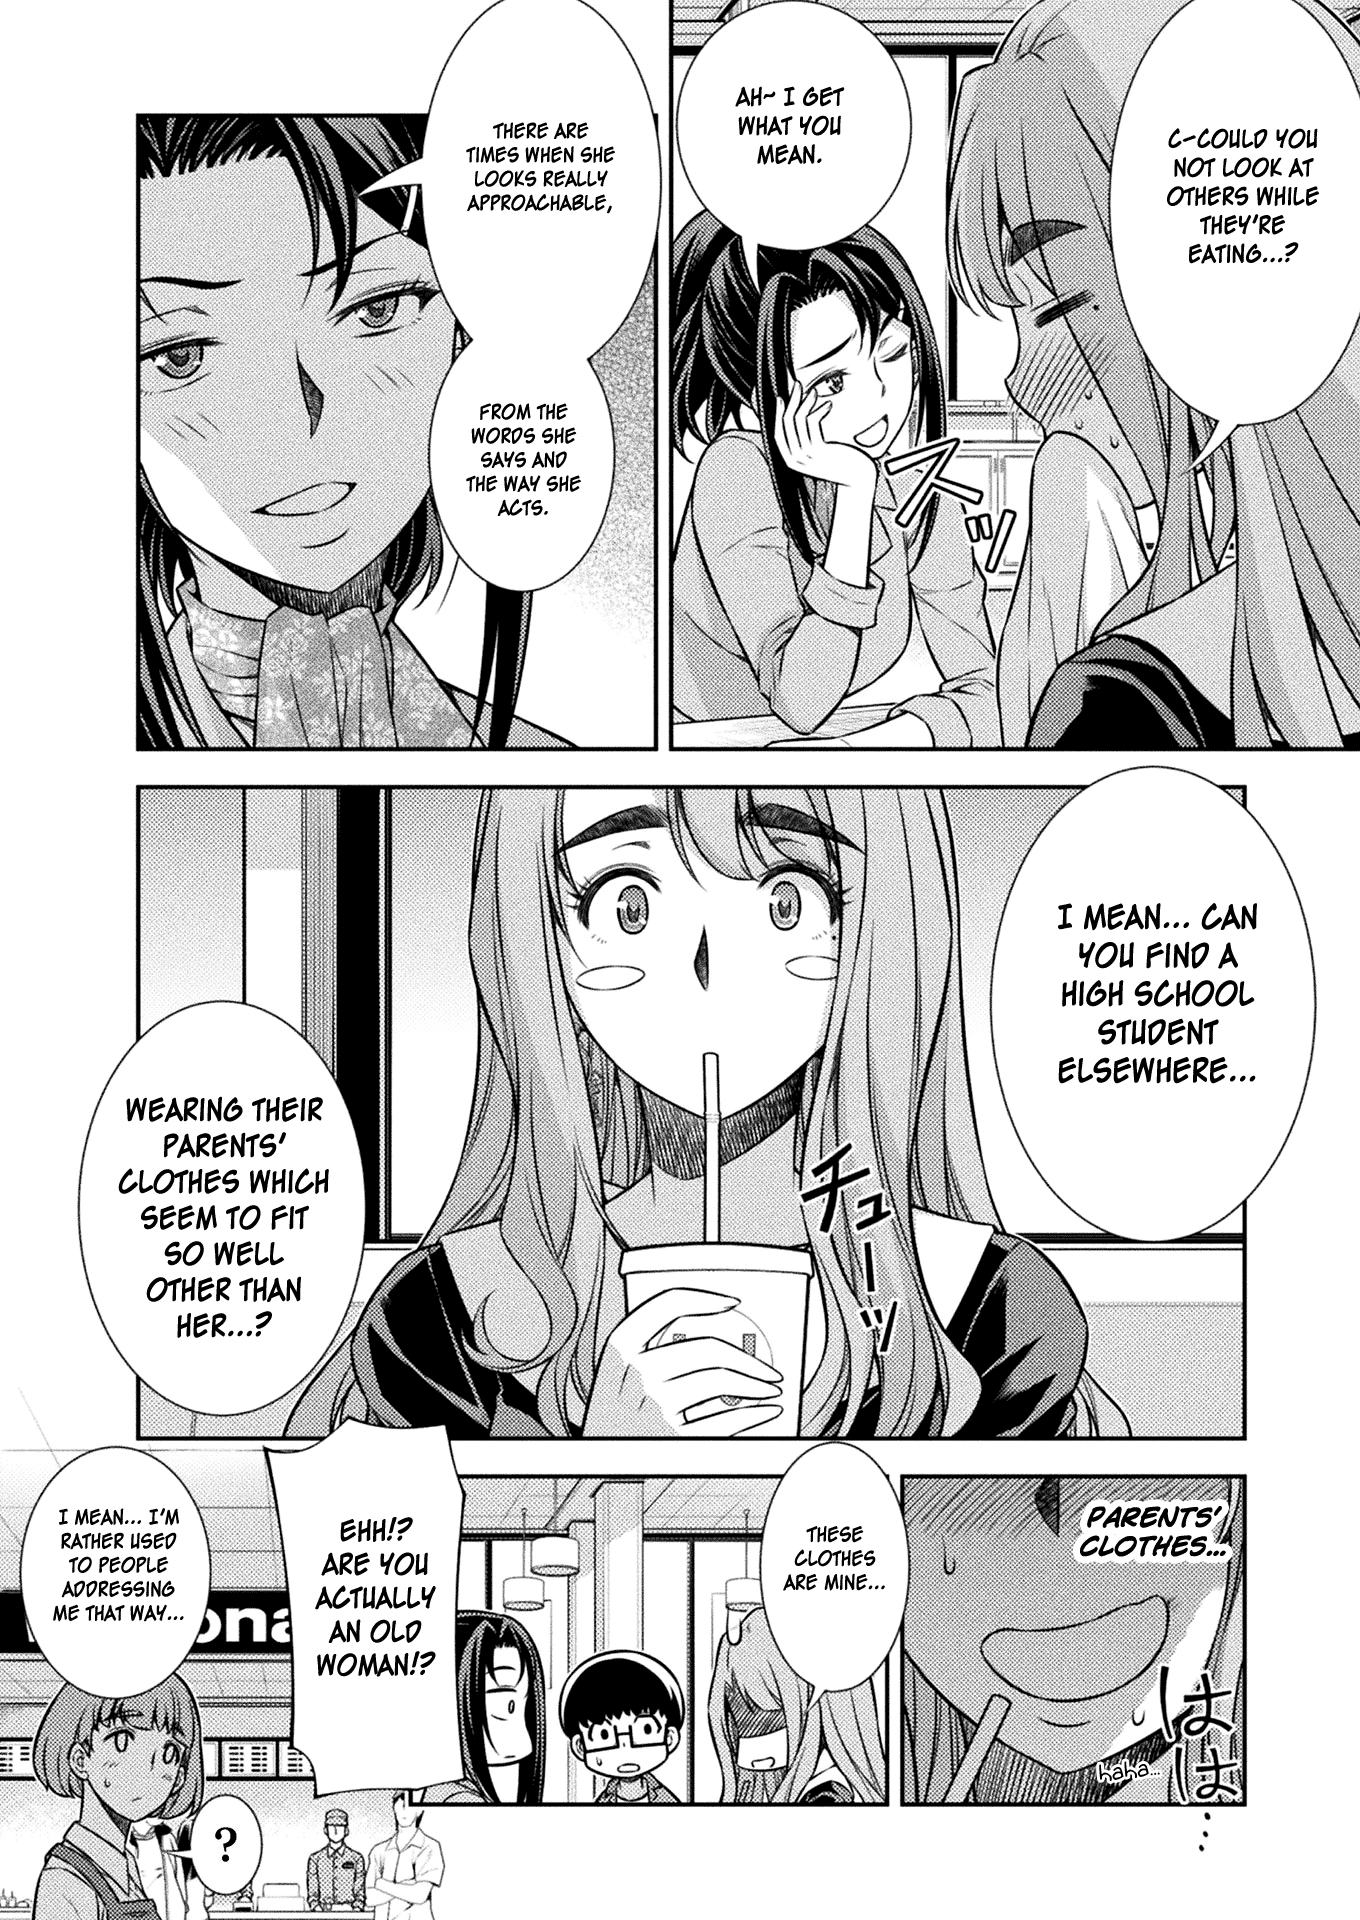 C-COULD YOU
NOT LOOK AT
OTHERS WHILE
THEY'RE
EATING...?
AH~ I GET
WHAT YOU
MEAN.
スッ
THERE ARE
TIMES WHEN SHE
LOOKS REALLY
APPROACHABLE,
FROM THE
WORDS SHE
SAYS AND
THE WAY SHE
ACTS.
I MEAN... CAN
YOU FIND A
HIGH SCHOOL
STUDENT
ELSEWHERE...
チューッ
WEARING THEIR
PARENTS'
CLOTHES WHICH
SEEM TO FIT
SO WELL
OTHER THAN
HER...?
PARENTS'
CLOTHES...
はは…
haha...
THESE
CLOTHES
ARE MINE...
EHH!?
ARE YOU
ACTUALLY
AN OLD
WOMAN!?
I MEAN... I'M
RATHER USED
TO PEOPLE
ADDRESSING
ME THAT WAY...
?